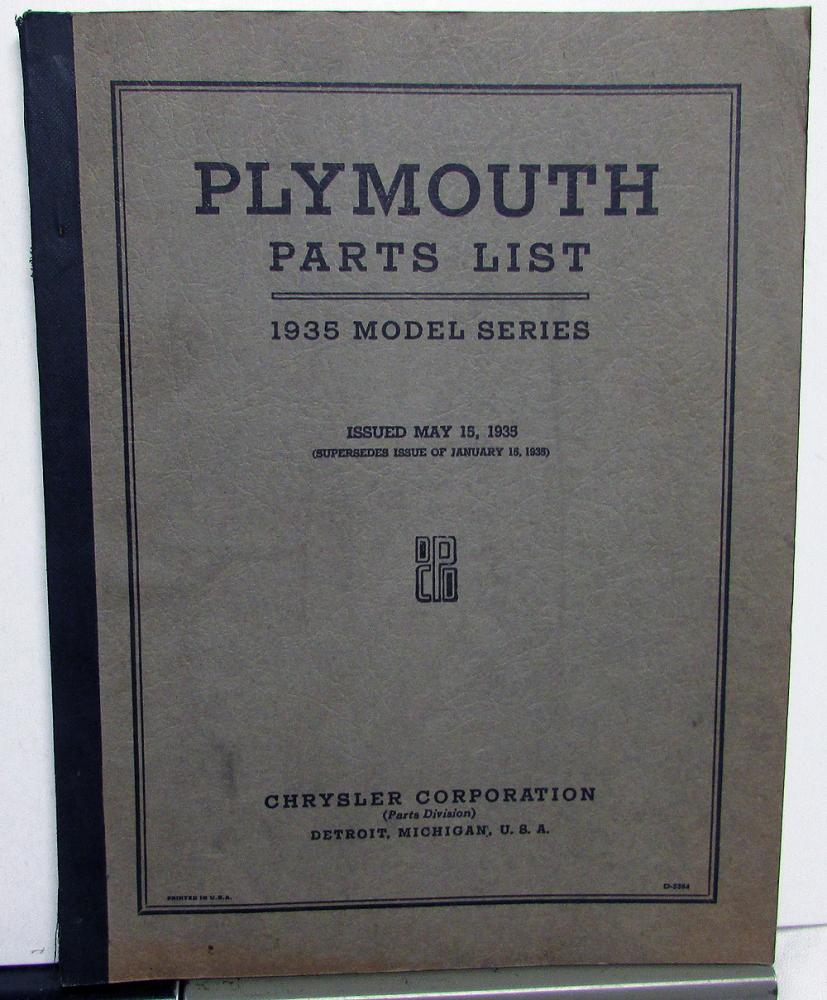 PLYMOUTH
PARTS LIST
1935 MODEL SERIES
ISSUED MAY 15, 1935
(SUPERSEDES ISSUE OF JANUARY 15, 1935)
CHRYSLER CORPORATION
(Parts Division)
DETROIT, MICHIGAN, U. S. A.
PRINTED IN U.S.A.